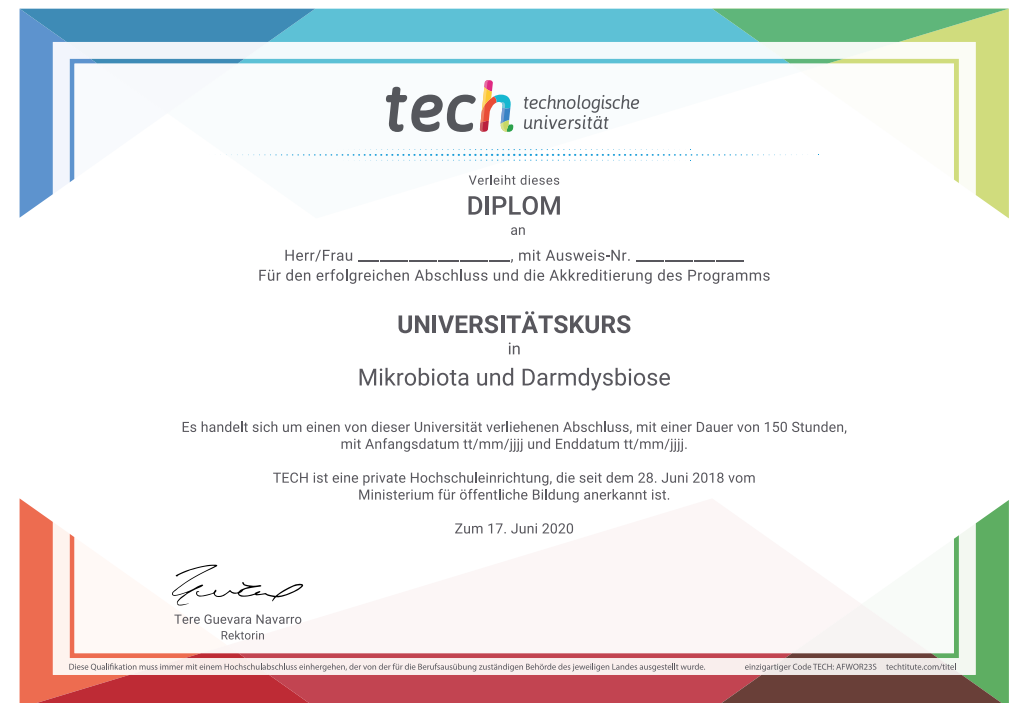 tech technologische
universität
Verleiht dieses
DIPLOM
an
Herr/Frau ____________________, mit Ausweis-Nr. ______________
Für den erfolgreichen Abschluss und die Akkreditierung des Programms
UNIVERSITÄTSKURS
in
Mikrobiota und Darmdysbiose
Es handelt sich um einen von dieser Universität verliehenen Abschluss, mit einer Dauer von 150 Stunden,
mit Anfangsdatum tt/mm/jjjj und Enddatum tt/mm/jjjj.
TECH ist eine private Hochschuleinrichtung, die seit dem 28. Juni 2018 vom
Ministerium für öffentliche Bildung anerkannt ist.
Zum 17. Juni 2020
Tere Guevara Navarro
Rektorin
Diese Qualifikation muss immer mit einem Hochschulabschluss einhergehen, der von der für die Berufsausübung zuständigen Behörde des jeweiligen Landes ausgestellt wurde. einzigartiger Code TECH: AFWOR23S techtitute.com/titel